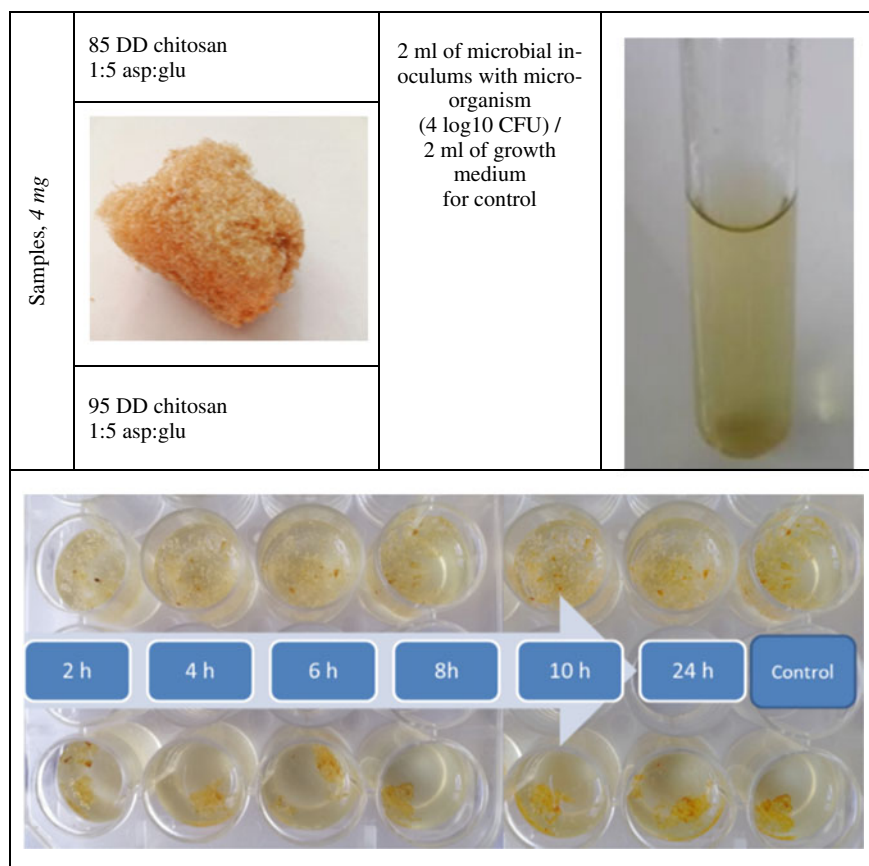 Samples, 4 mg
85 DD chitosan
1:5 asp:glu
95 DD chitosan
1:5 asp:glu
2 ml of microbial in-
oculums with micro-
organism
(4 log10 CFU) /
2 ml of growth
medium
for control
2 h
4 h
6 h
8h
10 h
24 h
Control